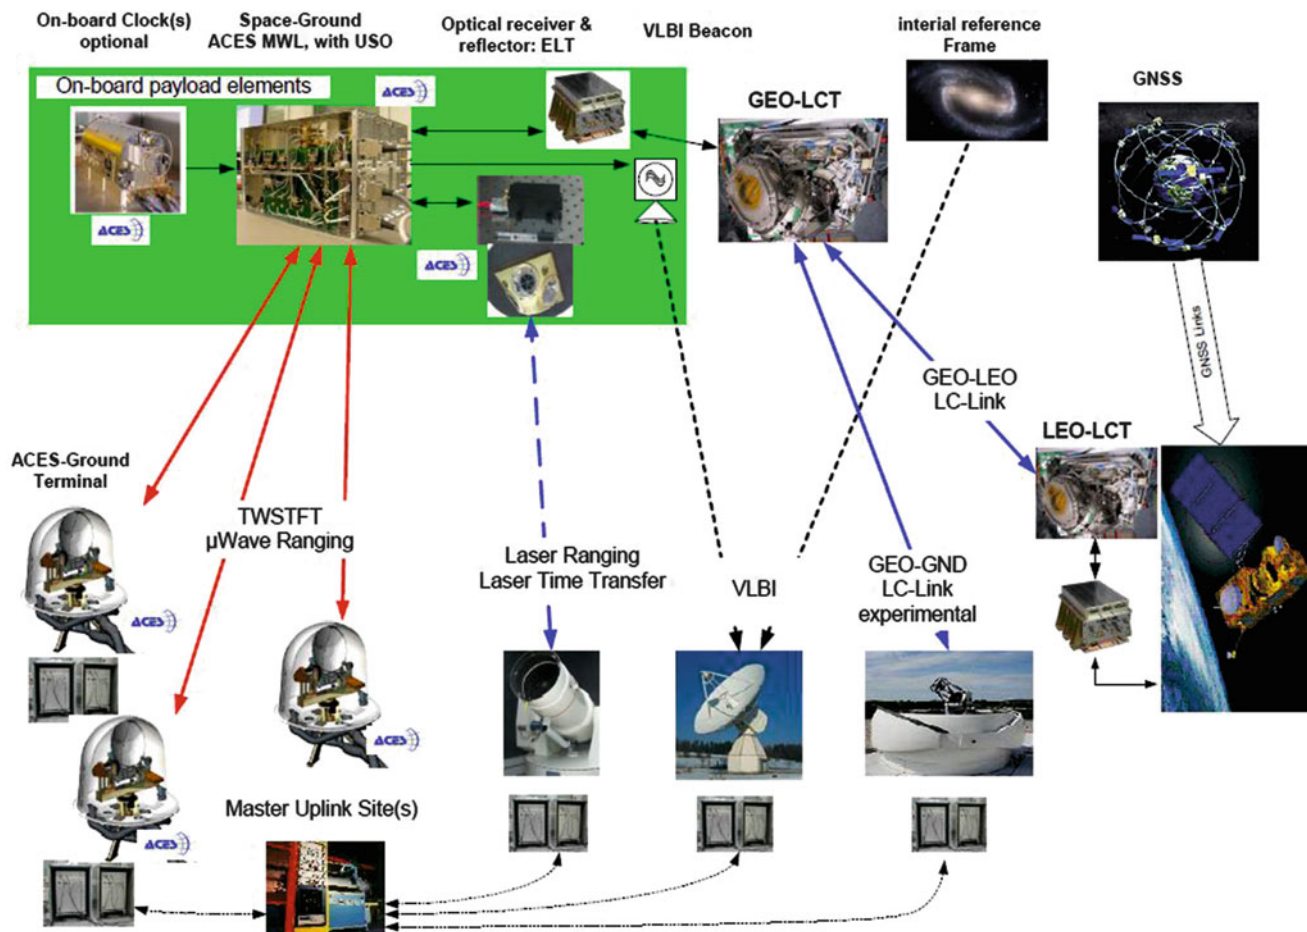 On-board Clock(s)
optional
Space-Ground
ACES MWL, with USO
Optical receiver &
reflector: ELT
VLBI Beacon
interial reference
Frame
GNSS
On-board payload elements
ACES
GEO-LCT
ACES
ACES
GNSS Links
GEO-LEO
LC-Link
LEO-LCT
ACES-Ground
Terminal
TWSTFT
µWave Ranging
Laser Ranging
Laser Time Transfer
VLBI
GEO-GND
LC-Link
experimental
ACES
ACES
ACES
Master Uplink Site(s)